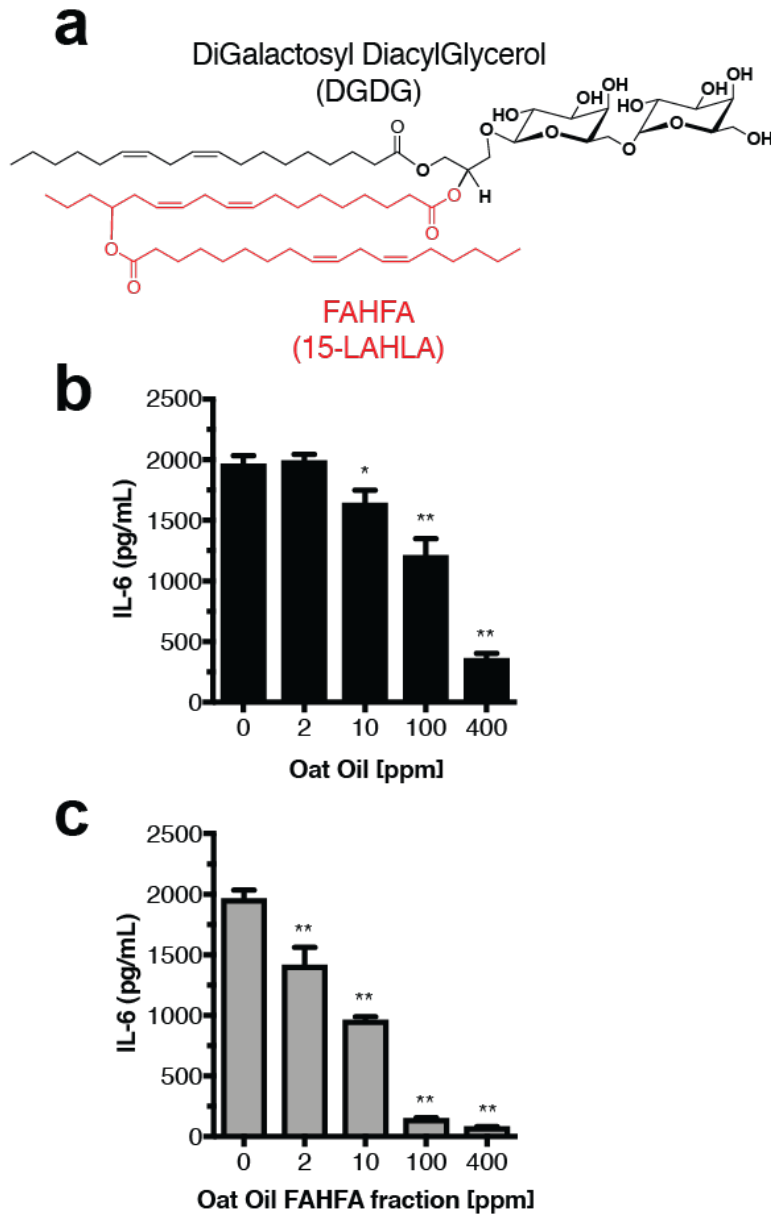 a
DiGalactosyl DiacylGlycerol
(DGDG)
OH
HO
OH
OH
HO
OH
HO
O
O
O
O
O
O
OH
O
O
O
H
O
O
O
FAHFA
(15-LAHLA)
b
2500
2000
1500
1000
500
0
IL-6 (pg/mL)
*
**
**
0 2 10 100 400
Oat Oil [ppm]
c
2500
2000
1500
1000
500
0
IL-6 (pg/mL)
**
**
**
**
0 2 10 100 400
Oat Oil FAHFA fraction [ppm]